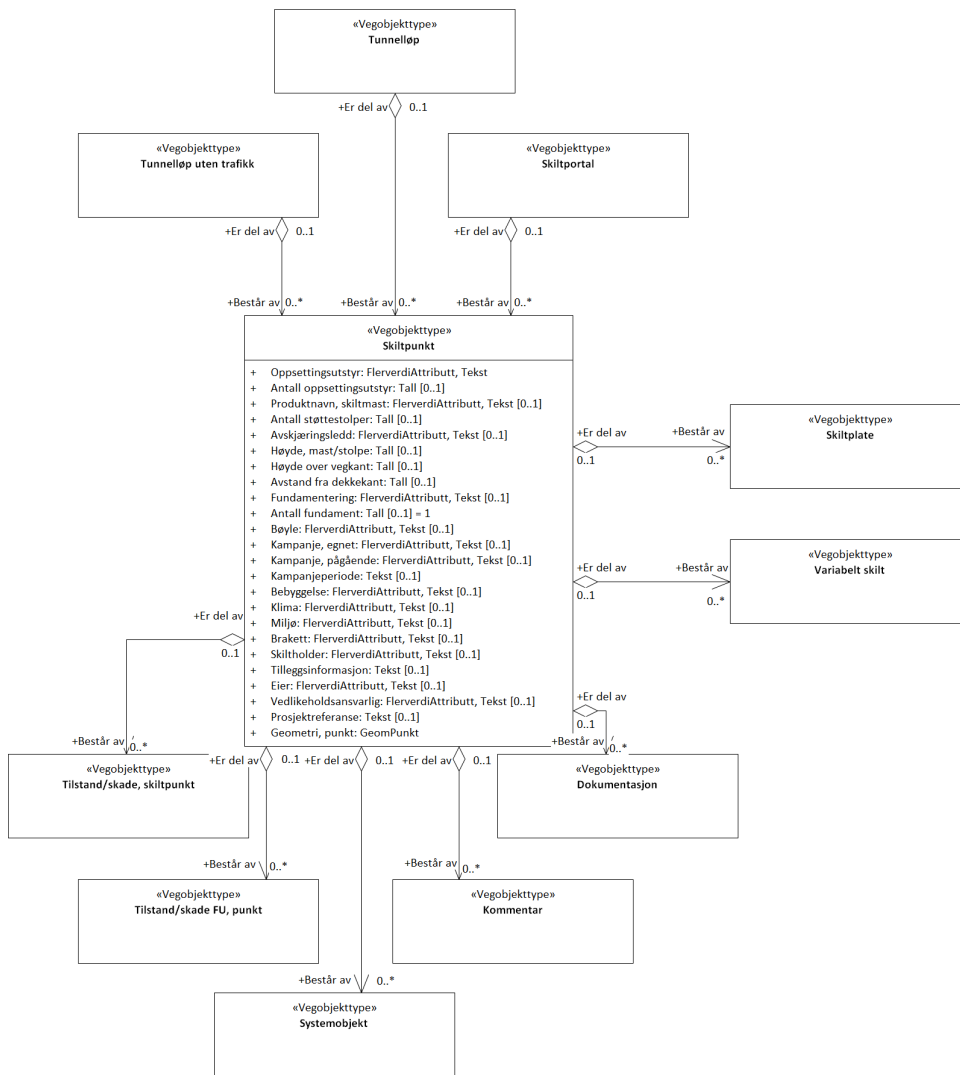 «Vegobjekttype»
Tunnelløp
+Er del av 0..1
«Vegobjekttype»
Tunnelløp uten trafikk
«Vegobjekttype»
Skiltportal
+Er del av 0..1
+Er del av 0..1
+Består av 0..*
+Består av 0..*
+Består av 0..*
«Vegobjekttype»
Skiltpunkt
+ Oppsettingsutstyr: FlerverdiAttributt, Tekst
+ Antall oppsettingsutstyr: Tall [0..1]
+ Produktnavn, skiltmast: FlerverdiAttributt, Tekst [0..1]
+ Antall støttestolper: Tall [0..1]
+ Avskjæringsledd: FlerverdiAttributt, Tekst [0..1]
+ Høyde, mast/stolpe: Tall [0..1]
+ Høyde over vegkant: Tall [0..1]
+ Avstand fra dekkekant: Tall [0..1]
+ Fundamentering: FlerverdiAttributt, Tekst [0..1]
+ Antall fundament: Tall [0..1] = 1
+ Bøyle: FlerverdiAttributt, Tekst [0..1]
+ Kampanje, egnet: FlerverdiAttributt, Tekst [0..1]
+ Kampanje, pågående: FlerverdiAttributt, Tekst [0..1]
+ Kampanjeperiode: Tekst [0..1]
+ Bebyggelse: FlerverdiAttributt, Tekst [0..1]
+ Klima: FlerverdiAttributt, Tekst [0..1]
+ Miljø: FlerverdiAttributt, Tekst [0..1]
+ Brakett: FlerverdiAttributt, Tekst [0..1]
+ Skiltholder: FlerverdiAttributt, Tekst [0..1]
+ Tilleggsinformasjon: Tekst [0..1]
+ Eier: FlerverdiAttributt, Tekst [0..1]
+ Vedlikeholdsansvarlig: FlerverdiAttributt, Tekst [0..1]
+ Prosjektreferanse: Tekst [0..1]
+ Geometri, punkt: GeomPunkt
+Er del av
0..1
+Består av
0..*
«Vegobjekttype»
Skiltplate
+Er del av
0..1
+Består av
0..*
«Vegobjekttype»
Variabelt skilt
+Er del av
0..1
+Består av 0..*
«Vegobjekttype»
Tilstand/skade, skiltpunkt
+Er del av
0..1
+Består av 0..*
«Vegobjekttype»
Dokumentasjon
+Er del av 0..1
+Er del av 0..1
+Er del av 0..1
+Består av 0..*
«Vegobjekttype»
Tilstand/skade FU, punkt
+Består av 0..*
«Vegobjekttype»
Kommentar
+Består av 0..*
«Vegobjekttype»
Systemobjekt